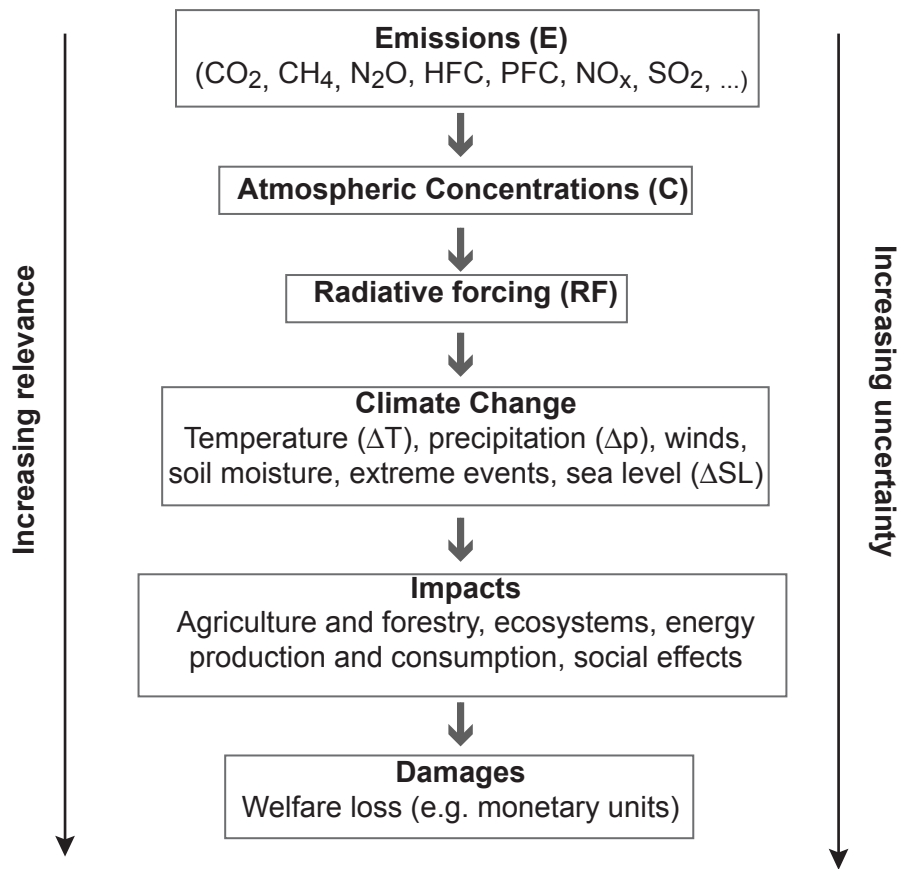 Emissions (E)
(CO₂, CH₄, N₂O, HFC, PFC, NOₓ, SO₂, ...)
Atmospheric Concentrations (C)
Radiative forcing (RF)
Climate Change
Temperature (ΔT), precipitation (Δp), winds,
soil moisture, extreme events, sea level (ΔSL)
Impacts
Agriculture and forestry, ecosystems, energy
production and consumption, social effects
Damages
Welfare loss (e.g. monetary units)
Increasing relevance
Increasing uncertainty